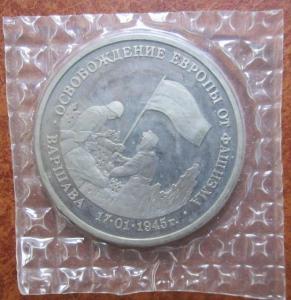 · ОСВОБОЖДЕНИЕ ЕВРОПЫ ОТ ФАШИЗМА ·
ВАРШАВА
17·01·1945г.